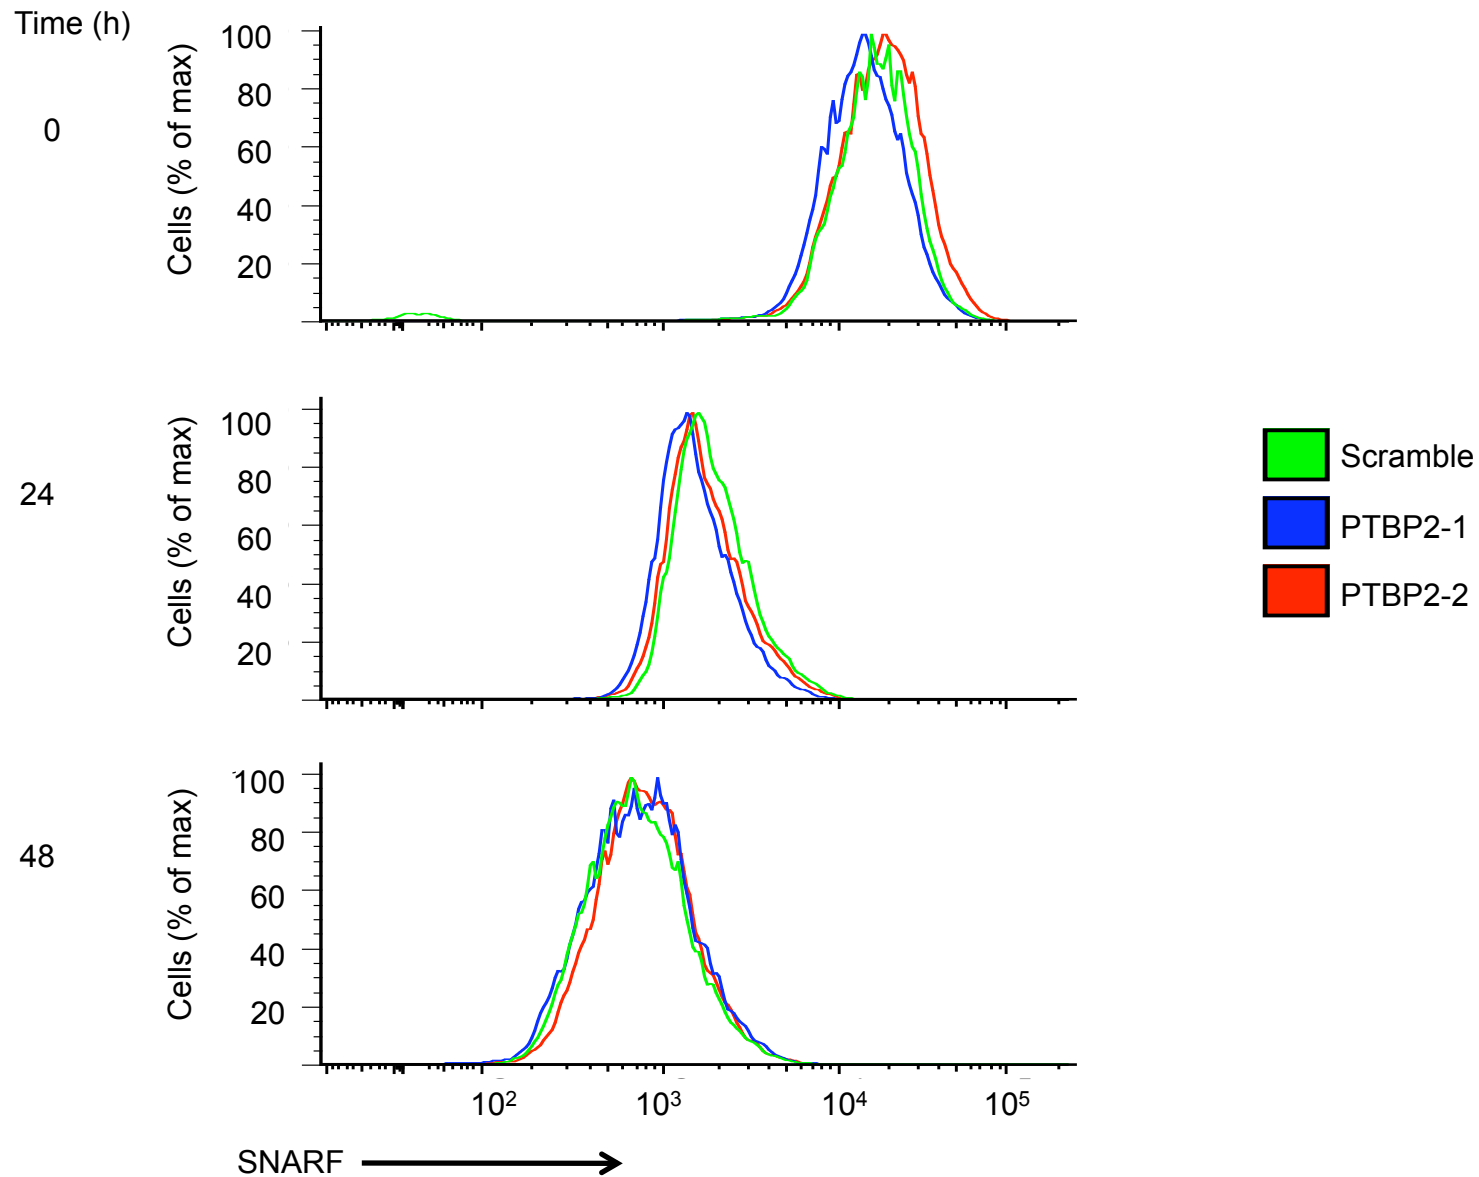 Time (h)
0
Cells (% of max)
100
80
60
40
20
24
Cells (% of max)
100
80
60
40
20
Scramble
PTBP2-1
PTBP2-2
48
Cells (% of max)
100
80
60
40
20
10² 10³ 10⁴ 10⁵
SNARF